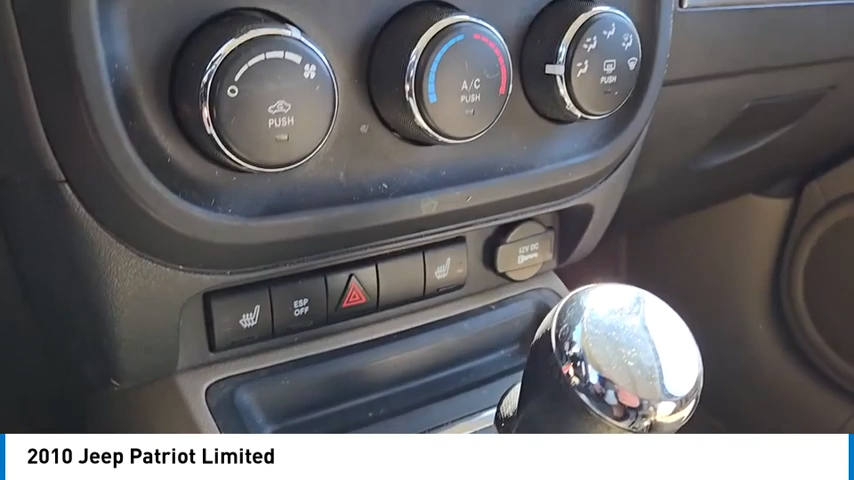 PUSH
A/C
PUSH
PUSH
ESP
OFF
12V DC
2010 Jeep Patriot Limited